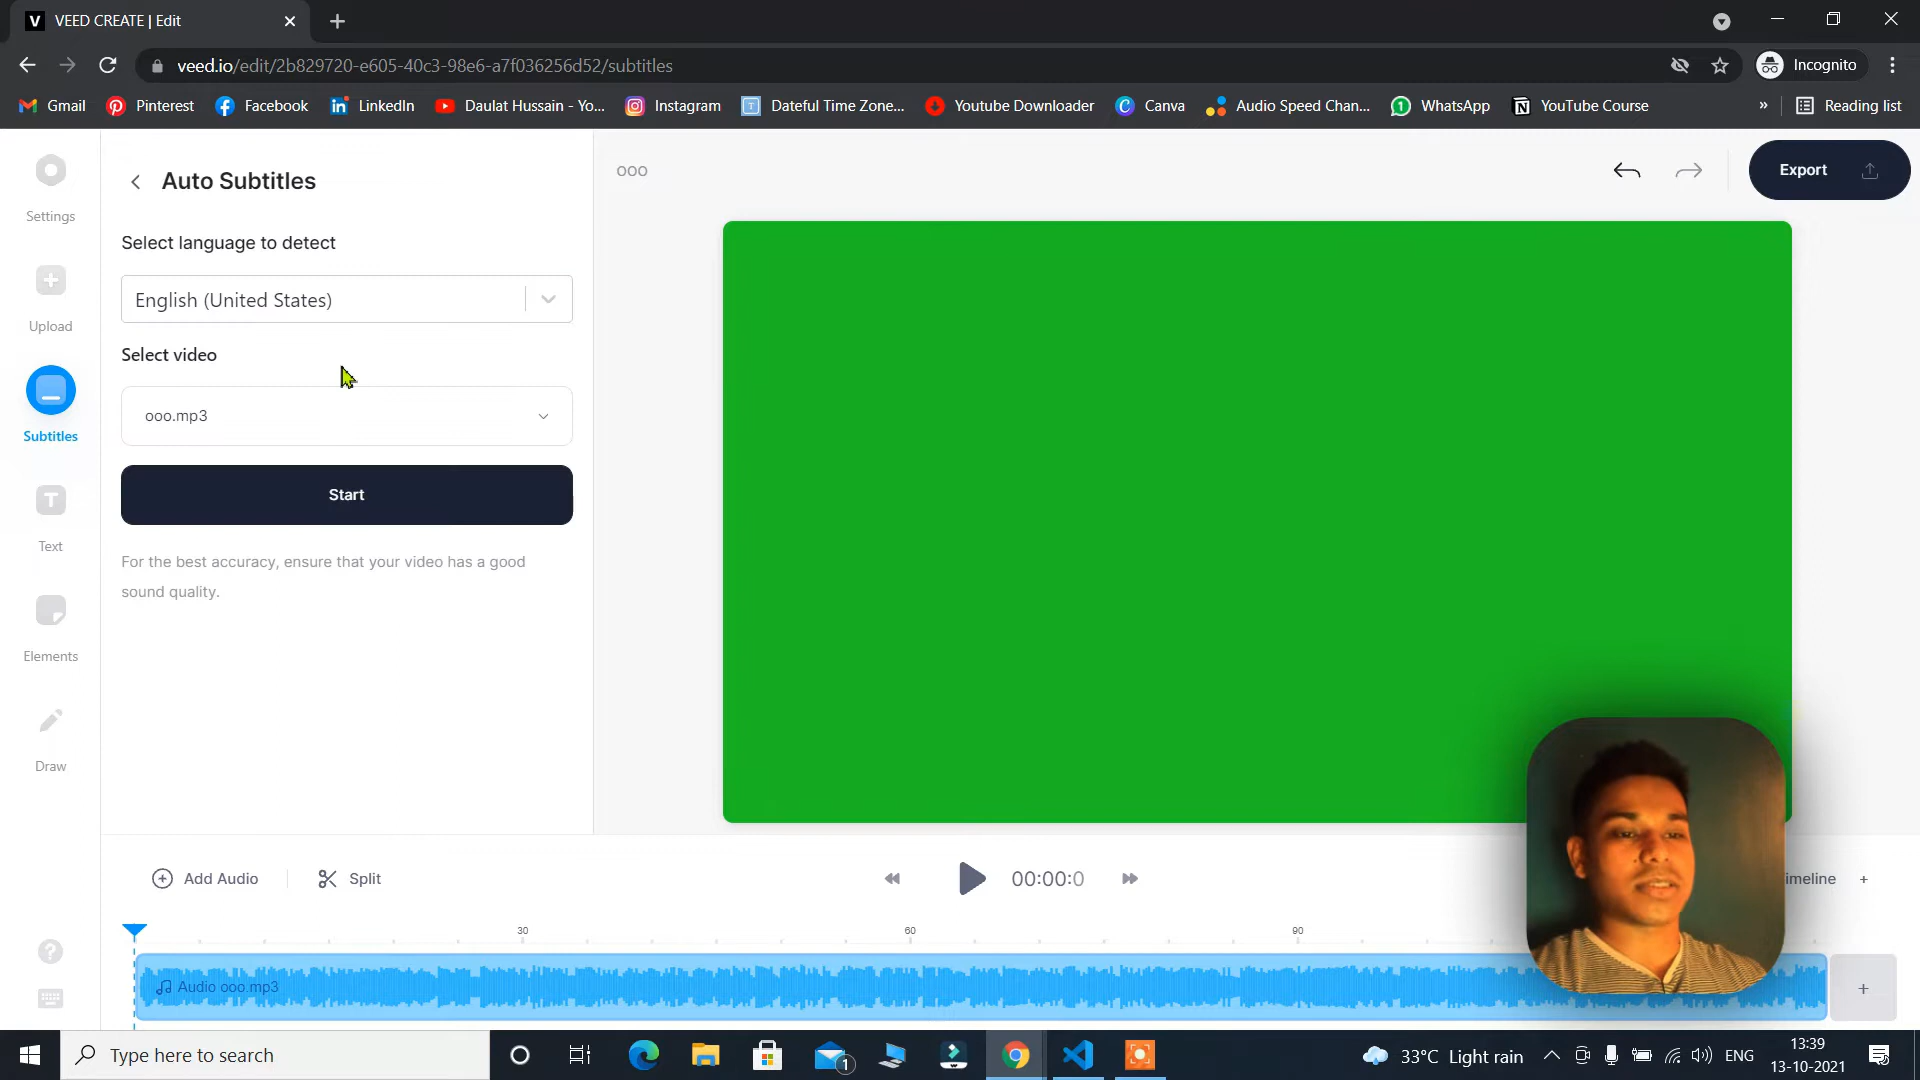 VEED CREATE | Edit
veed.io/edit/2b829720-e605-40c3-98e6-a7f036256d52/subtitles
Incognito
Gmail
Pinterest
Facebook
LinkedIn
Daulat Hussain - Yo...
Instagram
Dateful Time Zone...
Youtube Downloader
Canva
Audio Speed Chan...
WhatsApp
YouTube Course
»
Reading list
Settings
Upload
Subtitles
Text
Elements
Draw
Auto Subtitles
Select language to detect
English (United States)
Select video
ooo.mp3
Start
For the best accuracy, ensure that your video has a good
sound quality.
ooo
Export
Add Audio
Split
00:00:0
imeline +
30
60
90
Audio ooo.mp3
+
Type here to search
1
33°C Light rain
ENG
13:39
13-10-2021